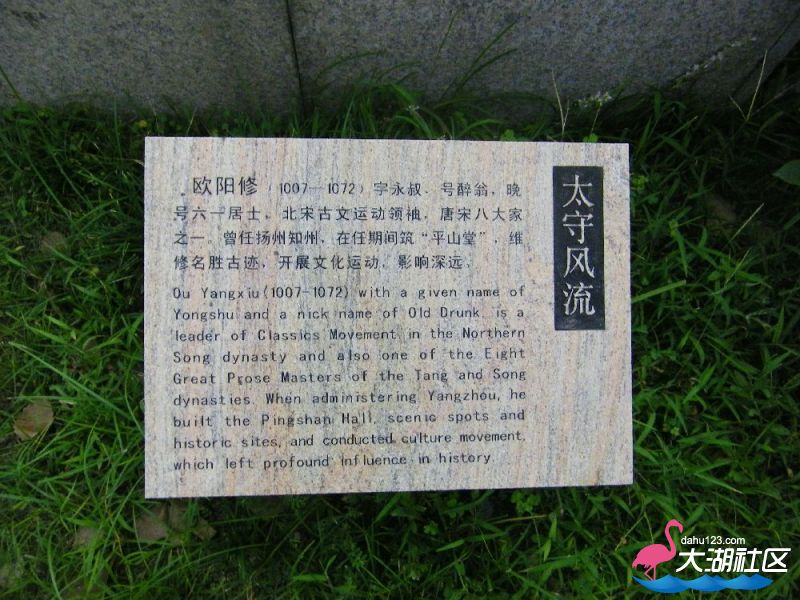 太守风流
欧阳修（1007—1072）字永叔．号醉翁，晚
号六一居士，北宋古文运动领袖，唐宋八大家
之一．曾任扬州知州，在任期间筑“平山堂”，维
修名胜古迹，开展文化运动，影响深远．
Ou Yangxiu(1007-1072) with a given name of
Yongshu and a nick name of Old Drunk, is a
leader of Classics Movement in the Northern
Song dynasty and also one of the Eight
Great Prose Masters of the Tang and Song
dynasties. When administering Yangzhou, he
built the Pingshan Hall, scenic spots and
historic sites, and conducted culture movement,
which left profound influence in history.
dahu123.com
大湖社区